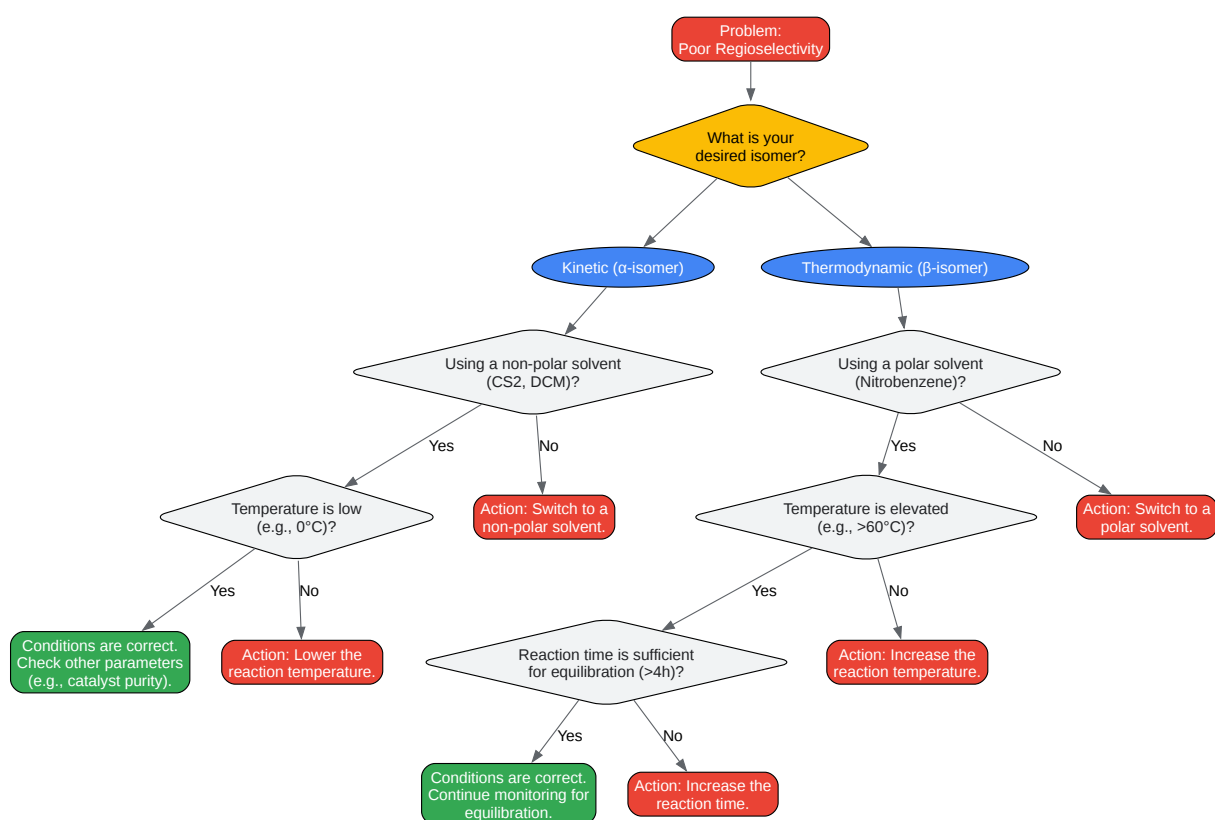 Problem:
Poor Regioselectivity
What is your
desired isomer?
Kinetic (α-isomer)
Thermodynamic (β-isomer)
Using a non-polar solvent
(CS2, DCM)?
Using a polar solvent
(Nitrobenzene)?
Yes
No
Yes
No
Temperature is low
(e.g., 0°C)?
Action: Switch to a
non-polar solvent.
Temperature is elevated
(e.g., >60°C)?
Action: Switch to a
polar solvent.
Yes
No
Yes
No
Conditions are correct.
Check other parameters
(e.g., catalyst purity).
Action: Lower the
reaction temperature.
Reaction time is sufficient
for equilibration (>4h)?
Action: Increase the
reaction temperature.
Yes
No
Conditions are correct.
Continue monitoring for
equilibration.
Action: Increase the
reaction time.